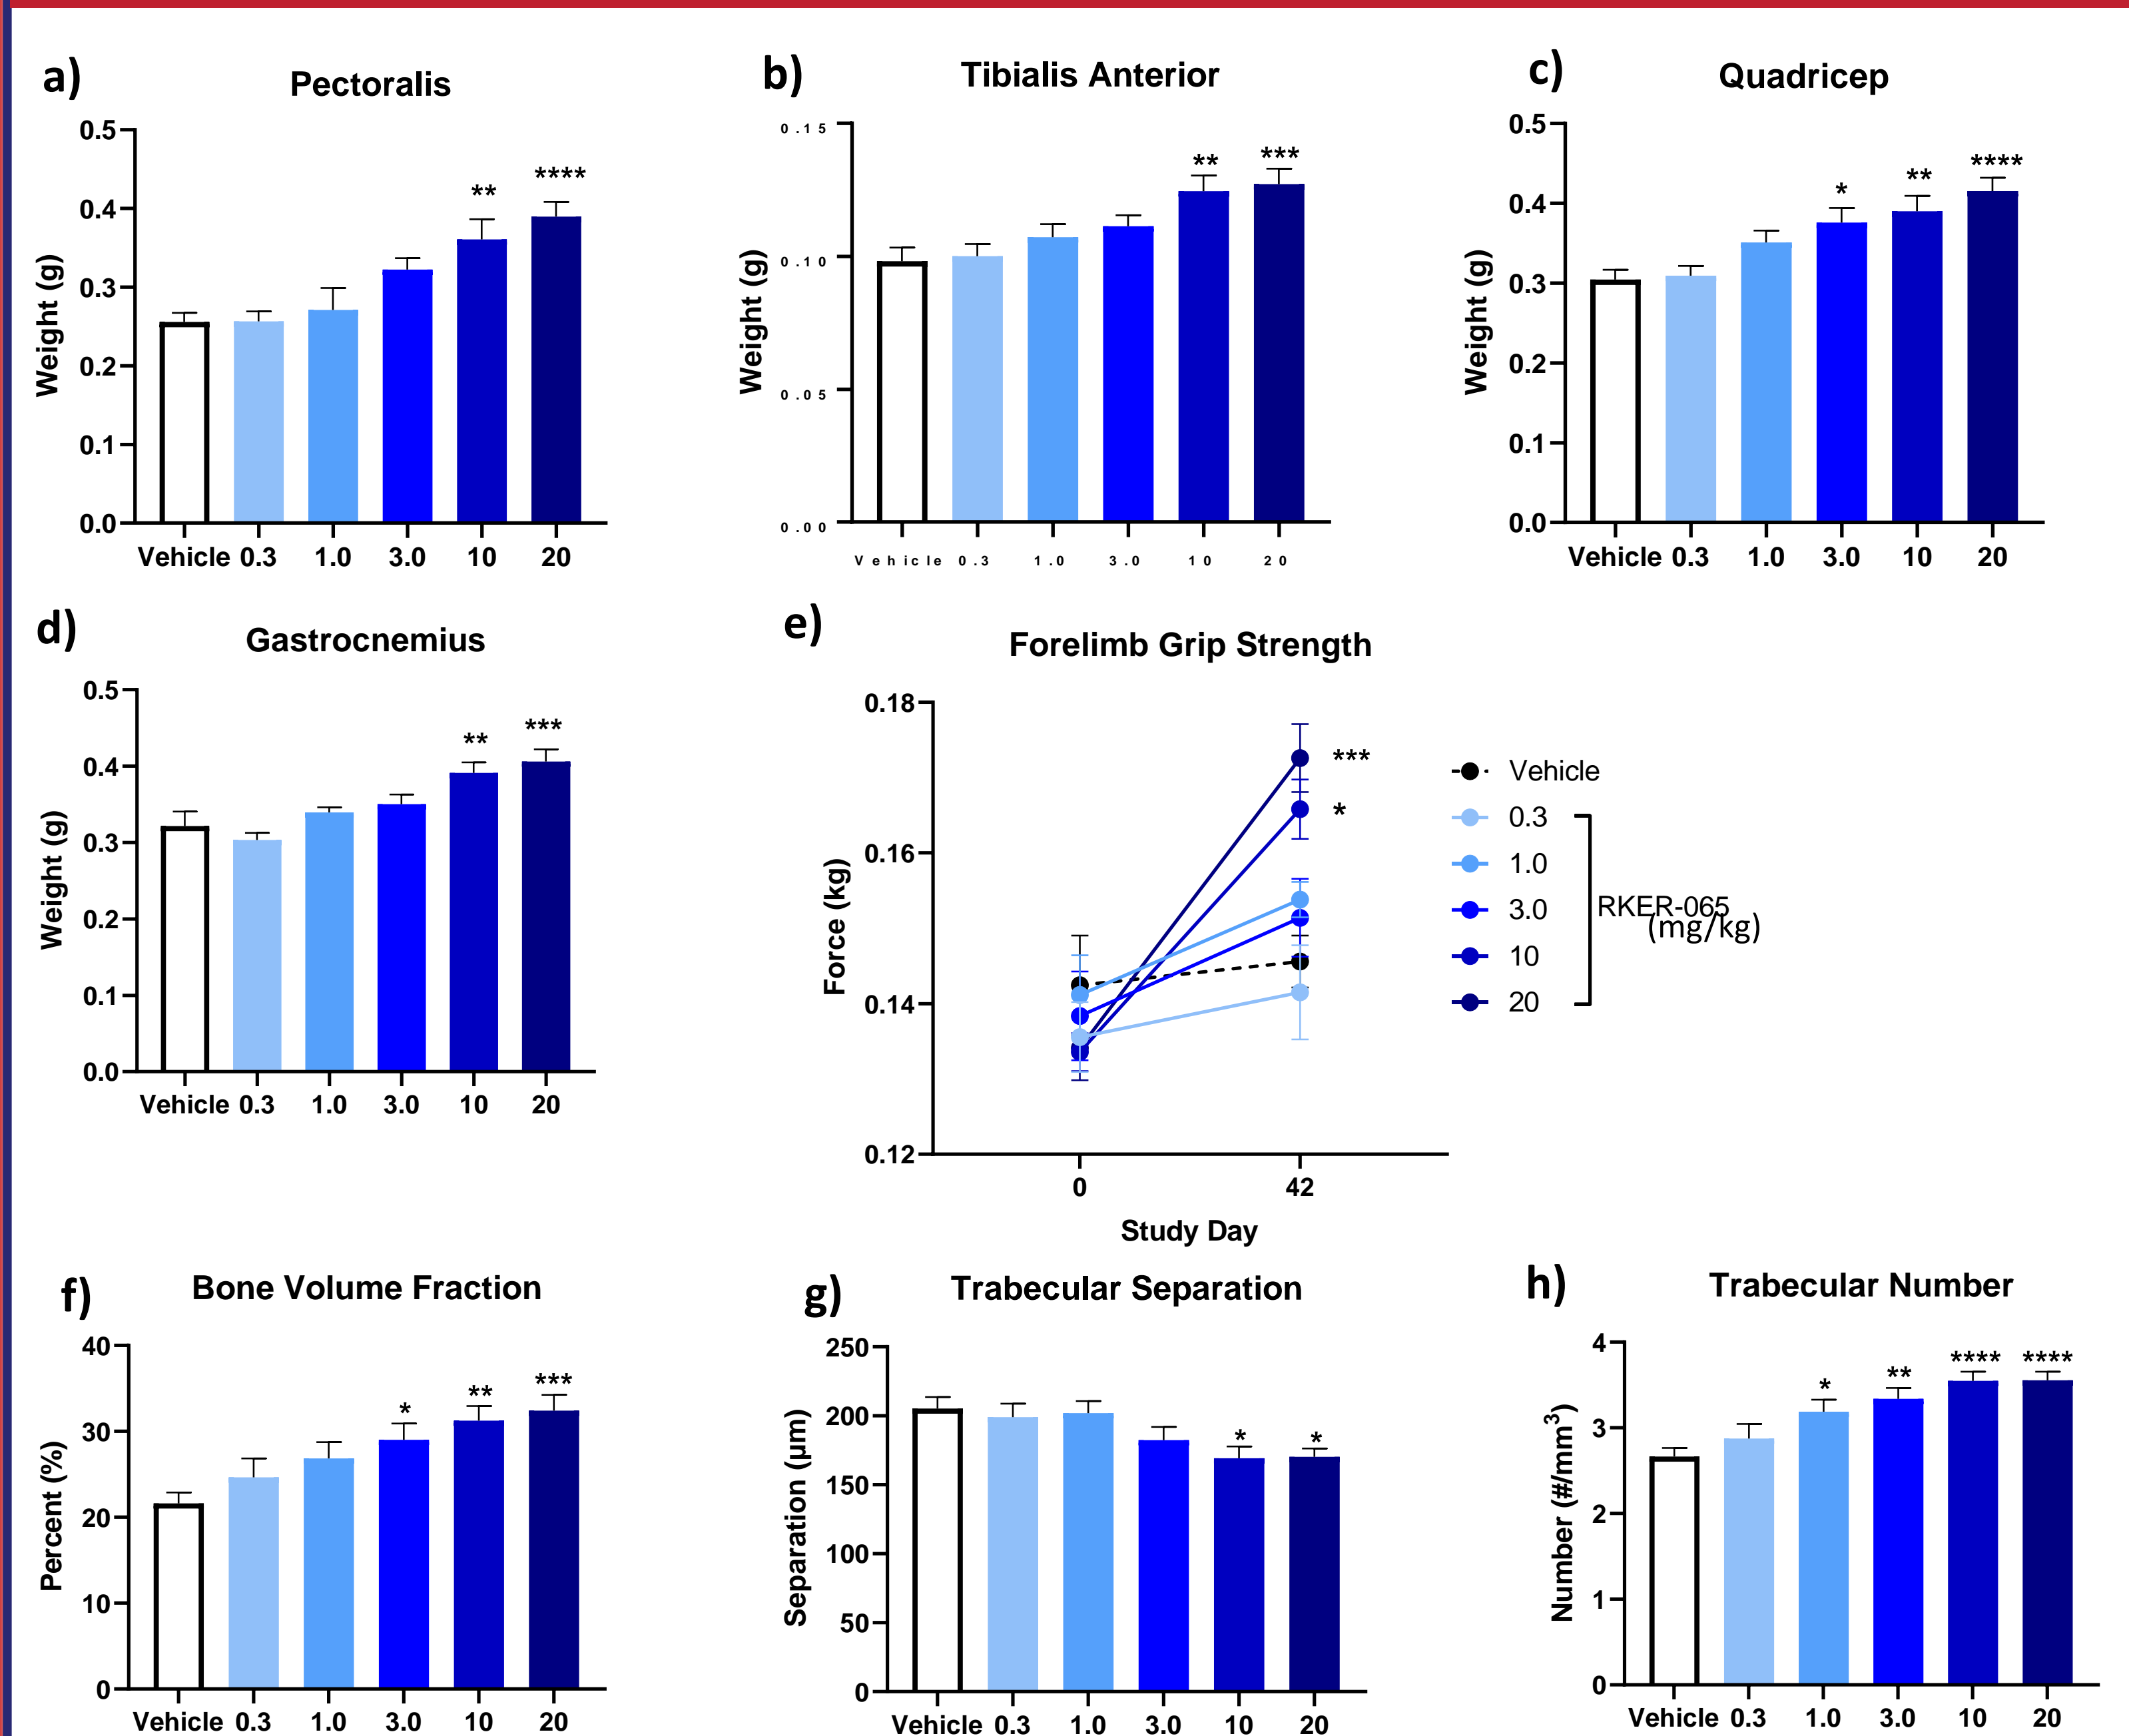 a)
Pectoralis
Weight (g)
0.5
0.4
0.3
0.2
0.1
0.0
** ****
Vehicle 0.3 1.0 3.0 10 20
b)
Tibialis Anterior
Weight (g)
0.15
0.10
0.05
0.00
** ***
Vehicle 0.3 1.0 3.0 10 20
c)
Quadricep
Weight (g)
0.5
0.4
0.3
0.2
0.1
0.0
* ** ****
Vehicle 0.3 1.0 3.0 10 20
d)
Gastrocnemius
Weight (g)
0.5
0.4
0.3
0.2
0.1
0.0
** ***
Vehicle 0.3 1.0 3.0 10 20
e)
Forelimb Grip Strength
Force (kg)
0.18
0.16
0.14
0.12
***
*
0 42
Study Day
Vehicle
0.3
1.0
3.0
10
20
RKER-065
(mg/kg)
f)
Bone Volume Fraction
Percent (%)
40
30
20
10
0
* ** ***
Vehicle 0.3 1.0 3.0 10 20
g)
Trabecular Separation
Separation (μm)
250
200
150
100
50
0
* *
Vehicle 0.3 1.0 3.0 10 20
h)
Trabecular Number
Number (#/mm³)
4
3
2
1
0
* ** **** ****
Vehicle 0.3 1.0 3.0 10 20